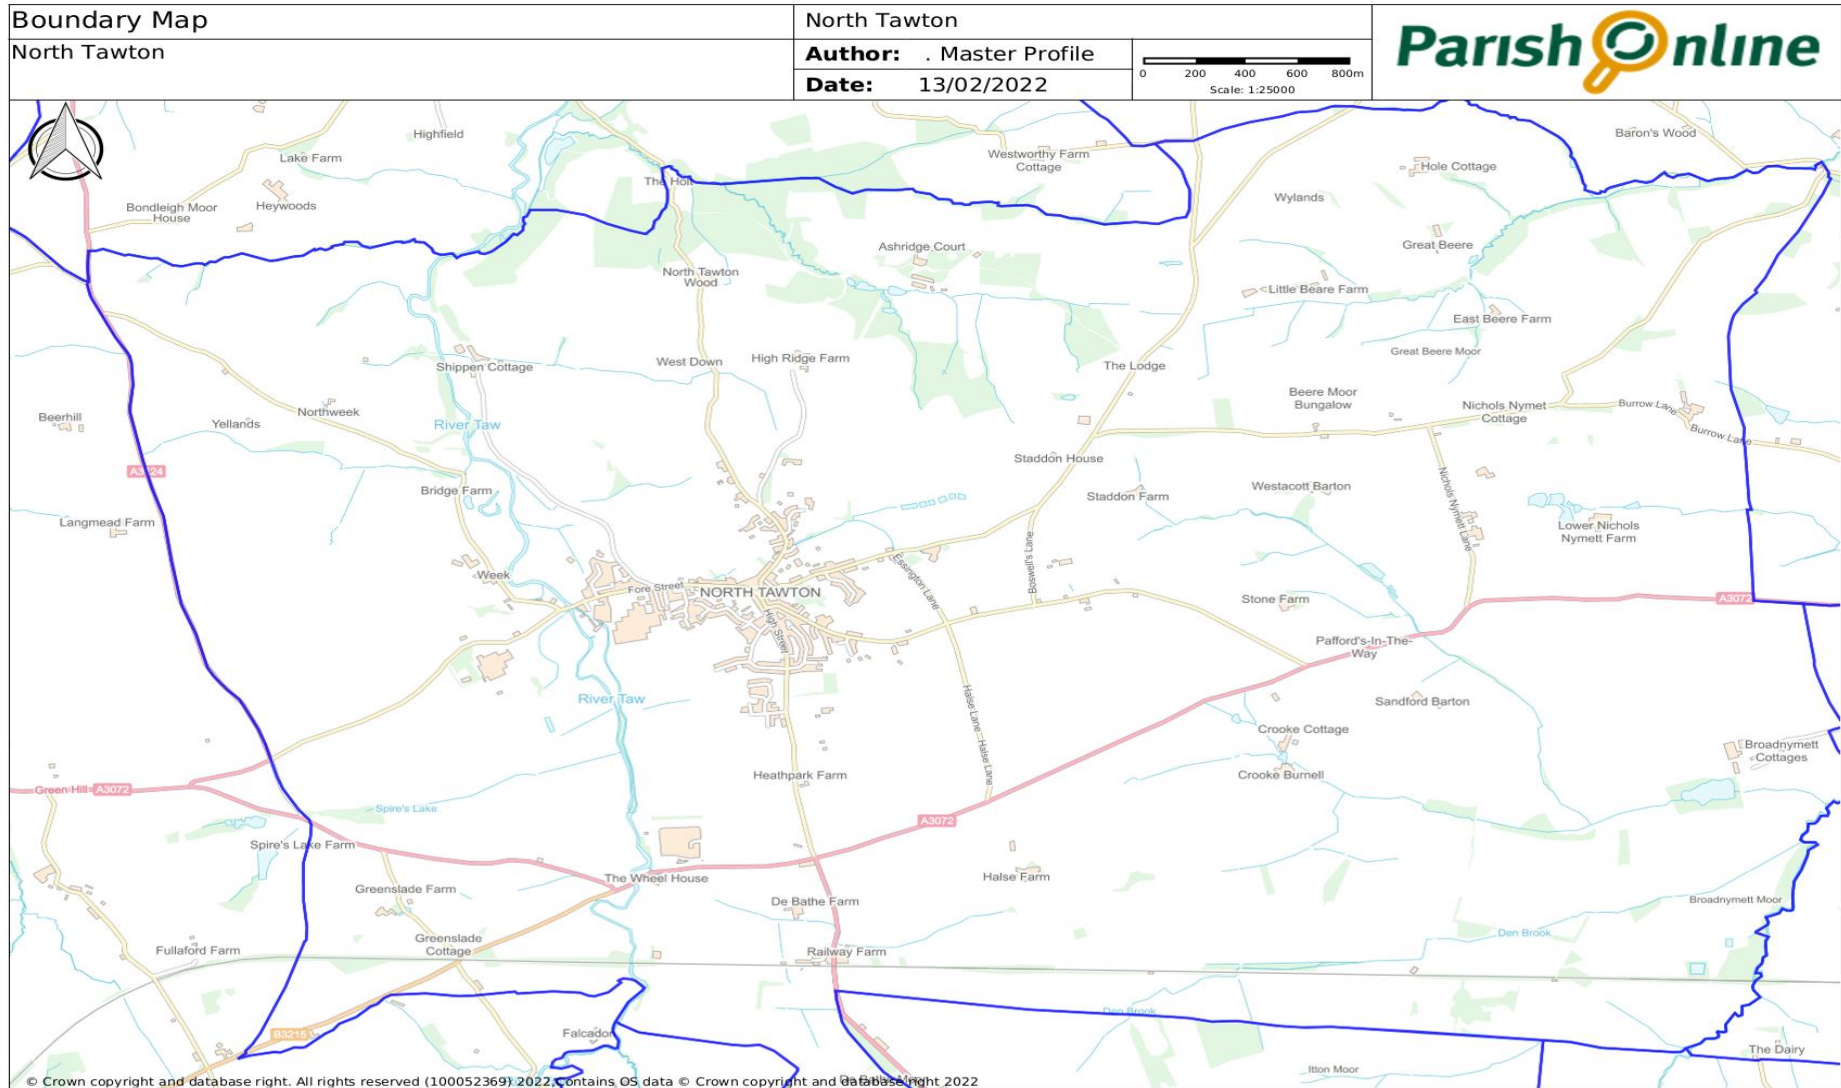 Boundary Map
North Tawton
North Tawton
Author: . Master Profile
Date: 13/02/2022
0 200 400 600 800m
Scale: 1:25000
Parish Online
Highfield
Lake Farm
Baron's Wood
Westworthy Farm
Cottage
Hole Cottage
The Holt
Wylands
Bondleigh Moor
House
Heywoods
Ashridge Court
Great Beere
North Tawton
Wood
Little Beare Farm
East Beere Farm
Great Beere Moor
Shippen Cottage
West Down
High Ridge Farm
The Lodge
Beere Moor
Bungalow
Nichols Nymet
Cottage
Burrow Lane
Burrow Lane
Beerhill
Yellands
Northweek
River Taw
Staddon House
Nichols Nymett Lane
Bridge Farm
Staddon Farm
Westacott Barton
Langmead Farm
Lower Nichols
Nymett Farm
Boswell's Lane
Essington Lane
Week
Fore Street
NORTH TAWTON
High Street
Stone Farm
A3072
Pafford's-In-The-
Way
River Taw
Halse Lane
Halse Lane
Sandford Barton
Crooke Cottage
Broadnymett
Cottages
Crooke Burnell
Heathpark Farm
Green Hill
A3072
Spire's Lake
A3072
Spire's Lake Farm
The Wheel House
Halse Farm
Greenslade Farm
De Bathe Farm
Broadnymett Moor
Den Brook
Fullaford Farm
Greenslade
Cottage
Railway Farm
Den Brook
B3215
Falcadon
The Dairy
Itton Moor
© Crown copyright and database right. All rights reserved (100052369) 2022,Contains OS data © Crown copyright and database right 2022